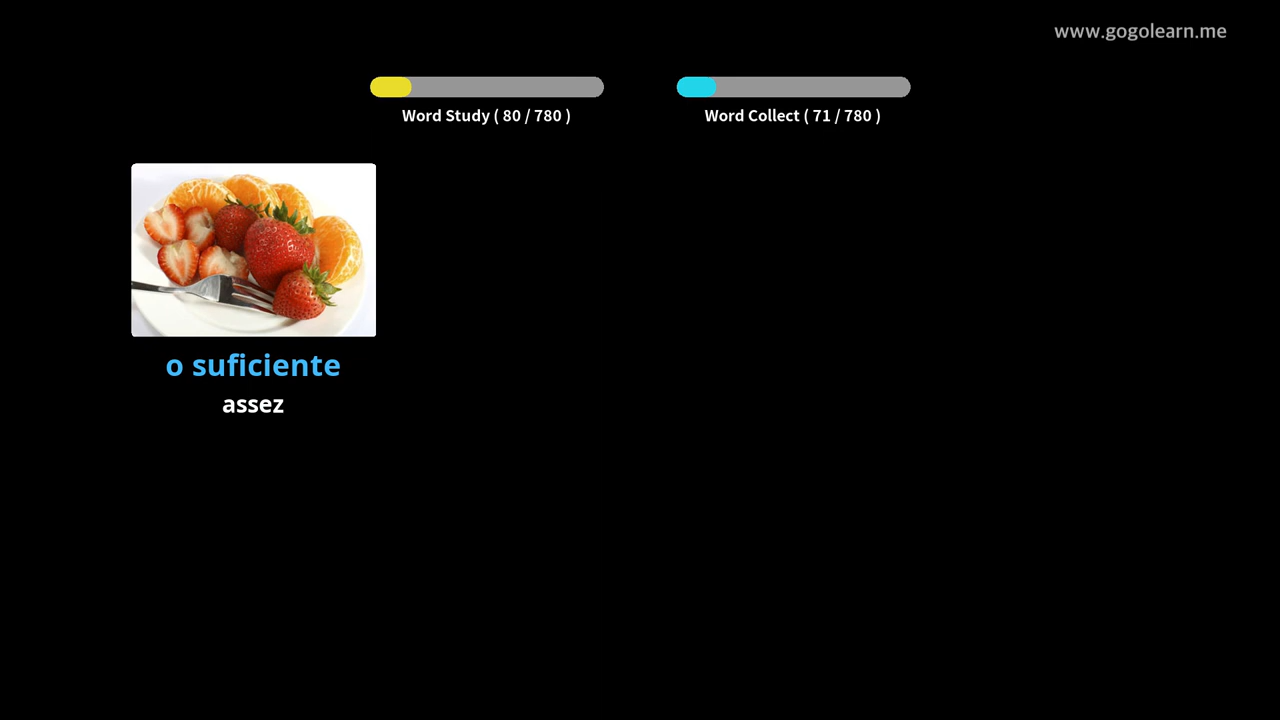 www.gogolearn.me
Word Study ( 80 / 780 )
Word Collect ( 71 / 780 )
o suficiente
assez